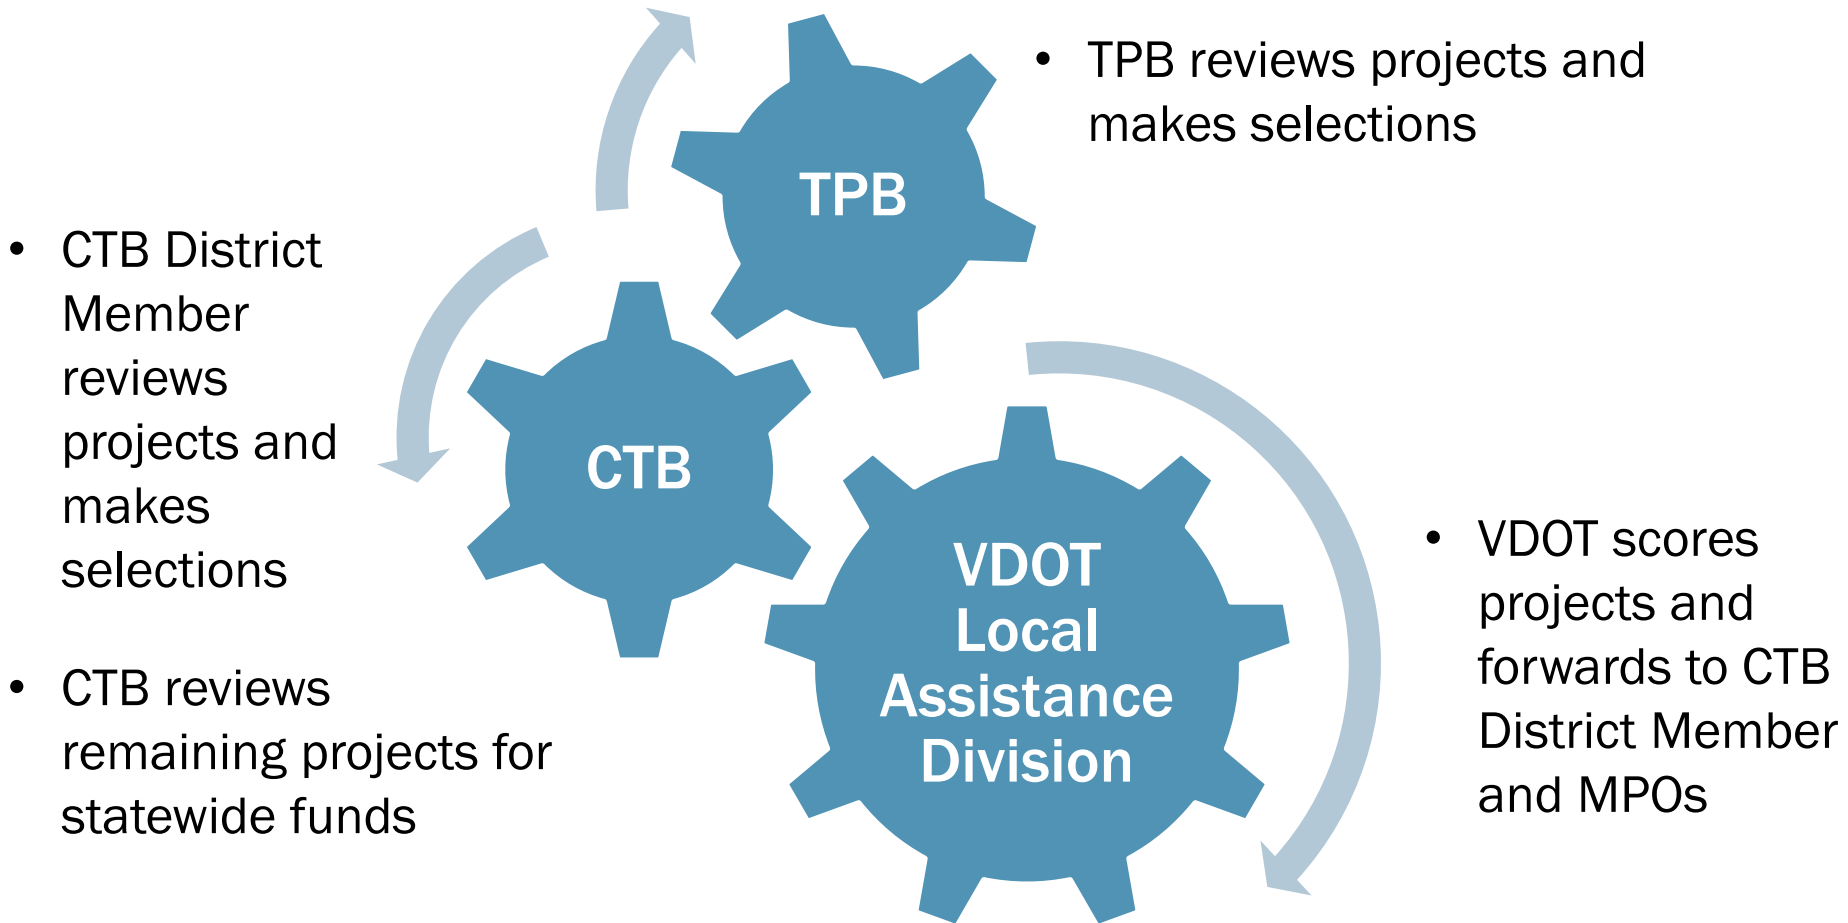 • TPB reviews projects and
makes selections
TPB
• CTB District
Member
reviews
projects and
makes
selections
• CTB reviews
remaining projects for
statewide funds
CTB
VDOT
Local
Assistance
Division
• VDOT scores
projects and
forwards to CTB
District Member
and MPOs